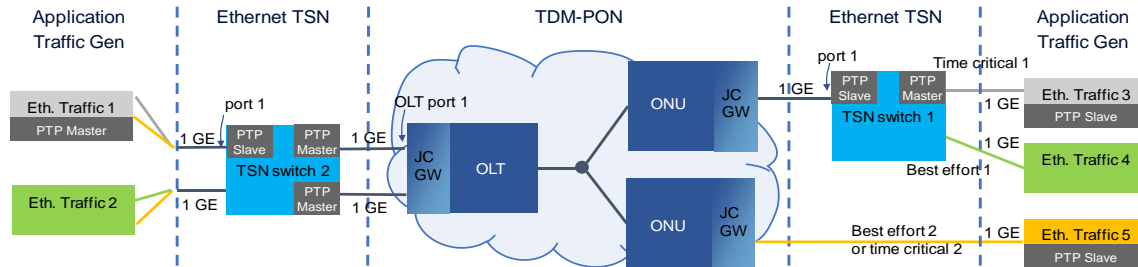 Application
Traffic Gen
Ethernet TSN
TDM-PON
Ethernet TSN
Application
Traffic Gen
Eth. Traffic 1
PTP Master
Eth. Traffic 2
port 1
1 GE
1 GE
PTP
Slave
PTP
Master
TSN switch 2
PTP
Master
1 GE
1 GE
OLT port 1
JC
GW
OLT
ONU
JC
GW
ONU
JC
GW
1 GE
port 1
PTP
Slave
PTP
Master
TSN switch 1
Time critical 1
1 GE
1 GE
Best effort 1
Best effort 2
or time critical 2
1 GE
Eth. Traffic 3
PTP Slave
Eth. Traffic 4
Eth. Traffic 5
PTP Slave